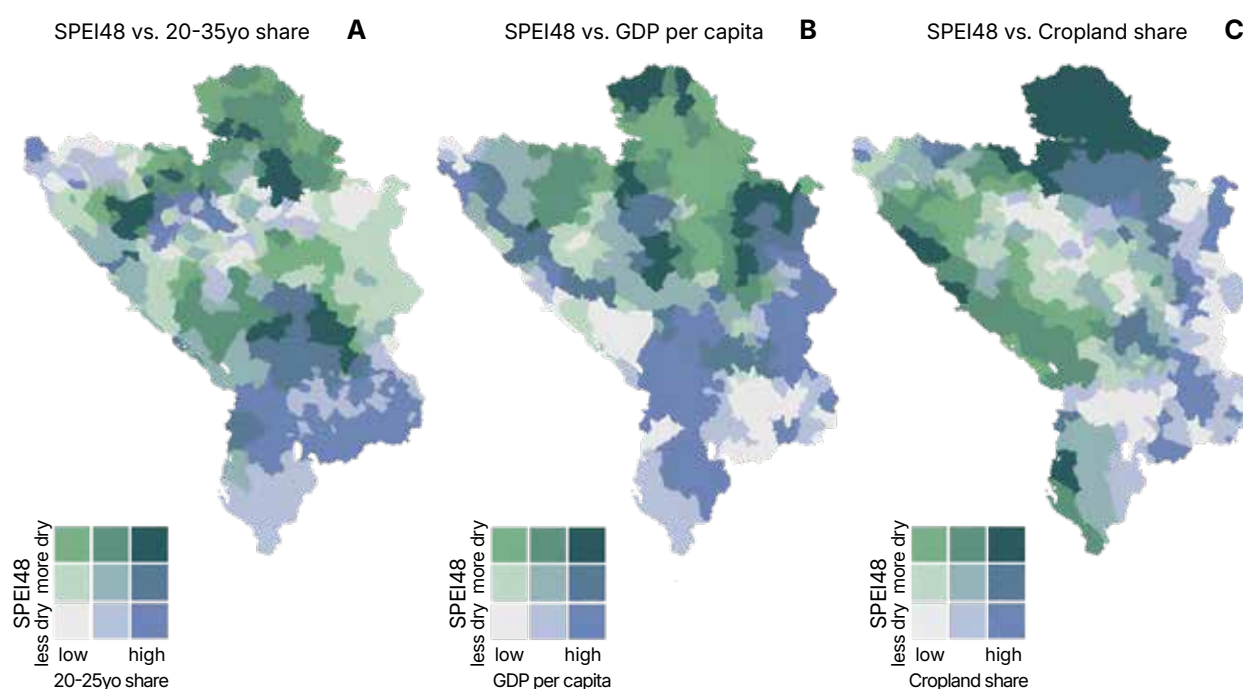 SPEI48 vs. 20-35yo share
A
SPEI48 vs. GDP per capita
B
SPEI48 vs. Cropland share
C
SPEI48
less dry more dry
low high
20-25yo share
SPEI48
less dry more dry
low high
GDP per capita
SPEI48
less dry more dry
low high
Cropland share